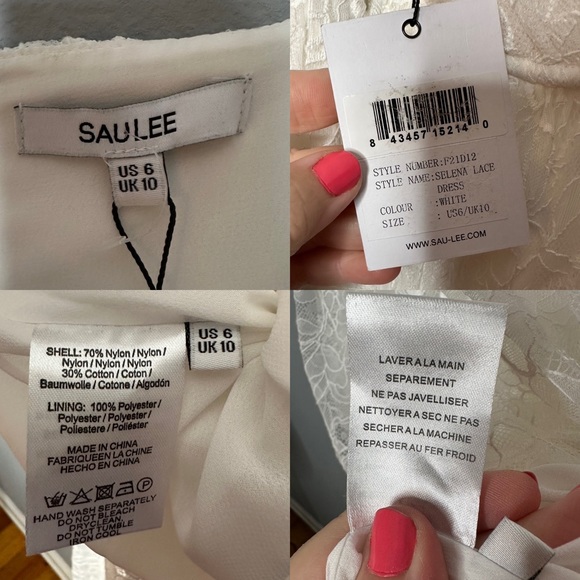 SAU LEE
US 6
UK 10
8 43457 15214 0
STYLE NUMBER:F21D12
STYLE NAME:SELENA LACE
DRESS
COLOUR :WHITE
SIZE : US6/UK10
WWW.SAU-LEE.COM
SHELL: 70% Nylon / Nylon /
Nylon / Nylon / Nylon
30% Cotton / Coton /
Baumwolle / Cotone / Algodón
LINING: 100% Polyester /
Polyester / Polyester /
Poliestere / Poliéster
MADE IN CHINA
FABRIQUEEN LA CHINE
HECHO EN CHINA
P
HAND WASH SEPARATELY
DO NOT BLEACH
DRYCLEAN
DO NOT TUMBLE
IRON COOL
US 6
UK 10
LAVER A LA MAIN
SEPAREMENT
NE PAS JAVELLISER
NETTOYER A SEC NE PAS
SECHER A LA MACHINE
REPASSER AU FER FROID